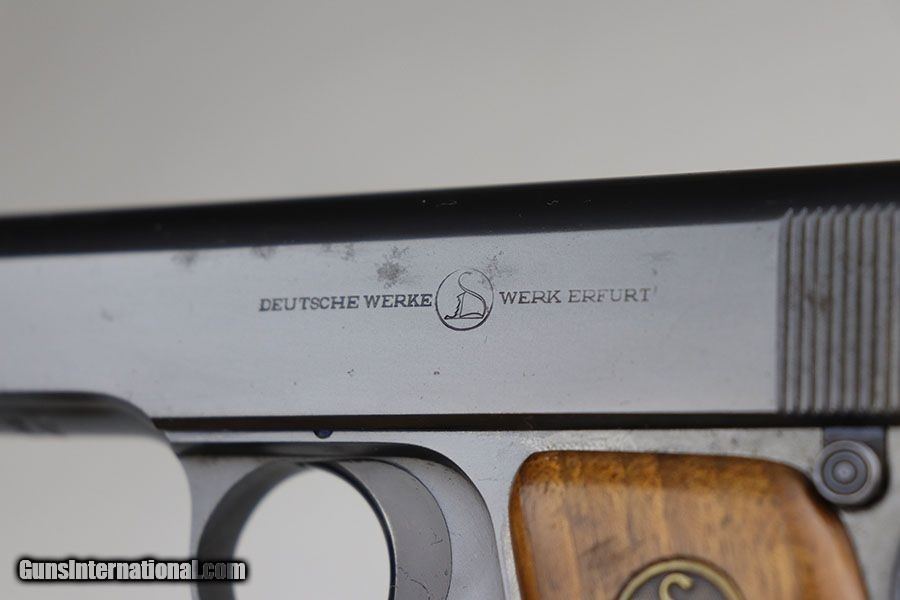 DEUTSCHE WERKE WERK ERFURT
GunsInternational.com